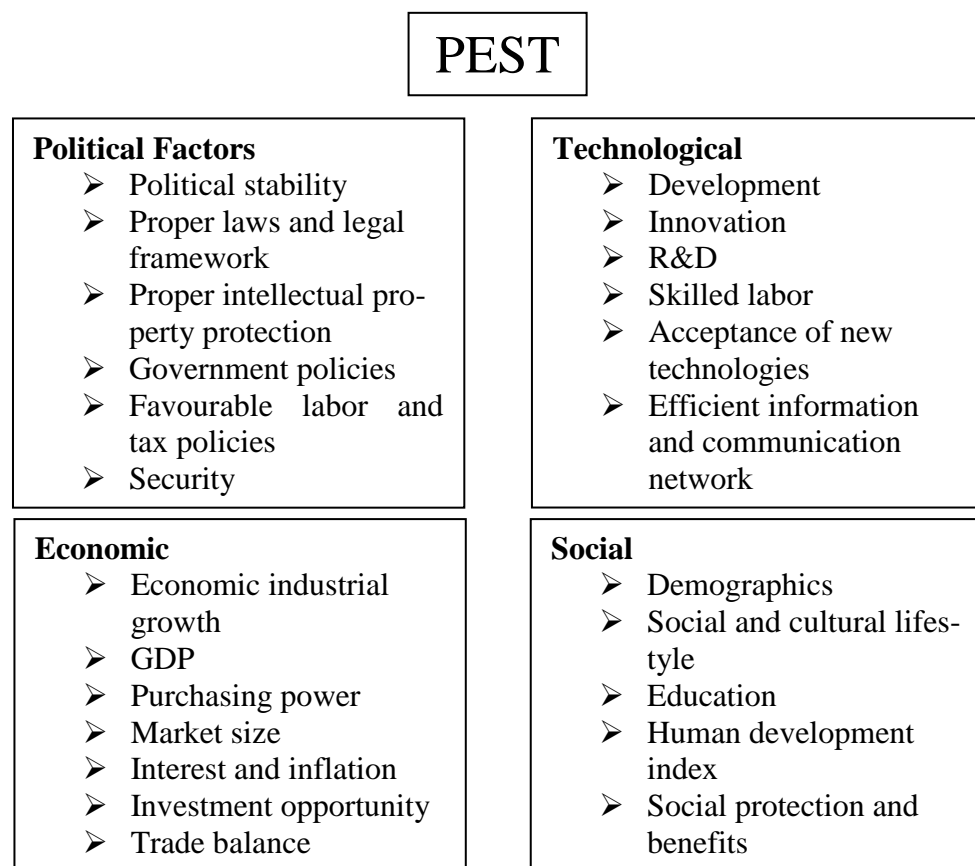 PEST
Political Factors
➢ Political stability
➢ Proper laws and legal
framework
➢ Proper intellectual pro-
perty protection
➢ Government policies
➢ Favourable labor and
tax policies
➢ Security
Technological
➢ Development
➢ Innovation
➢ R&D
➢ Skilled labor
➢ Acceptance of new
technologies
➢ Efficient information
and communication
network
Economic
➢ Economic industrial
growth
➢ GDP
➢ Purchasing power
➢ Market size
➢ Interest and inflation
➢ Investment opportunity
➢ Trade balance
Social
➢ Demographics
➢ Social and cultural lifes-
tyle
➢ Education
➢ Human development
index
➢ Social protection and
benefits